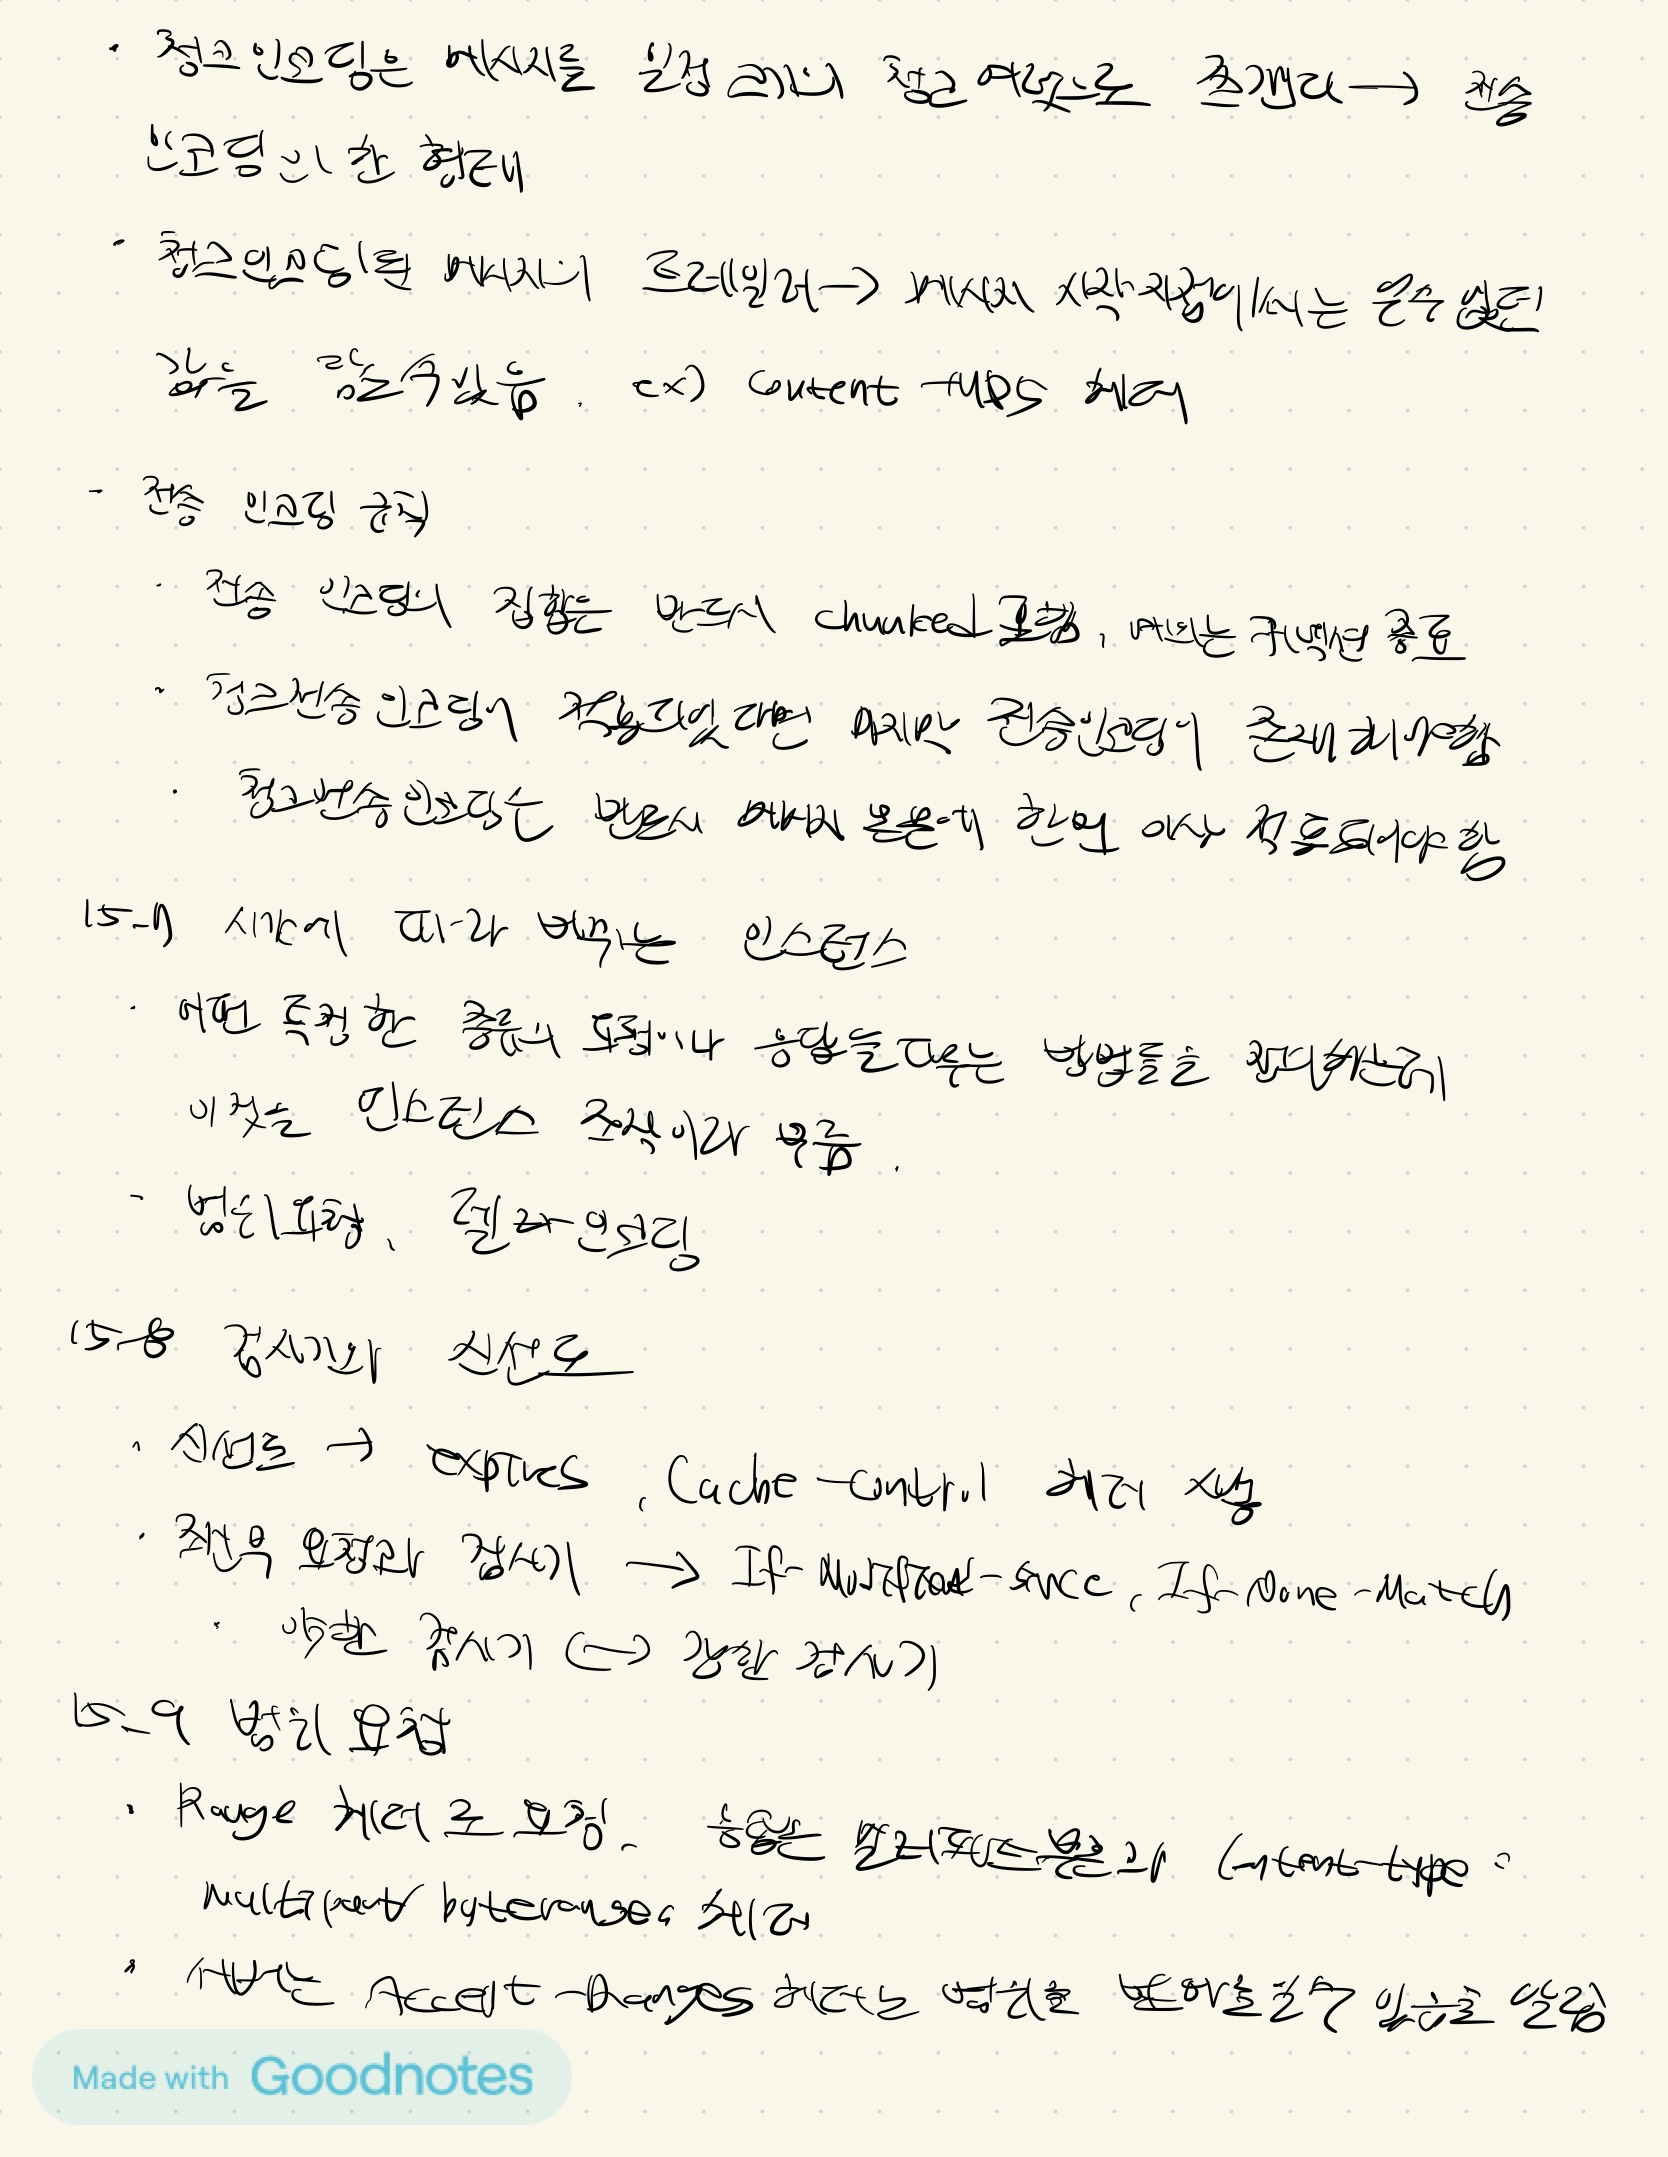 · 청크인코딩은 메시지를 일정 크기의 청크 여럿으로 쪼갠다 → 전송
인코딩의 한 형태
· 청크인코딩된 메시지의 트레일러 → 메시지 시작지점에서는 알수 없던
값을 담을수있음. ex) Content-MD5 헤더
- 전송 인코딩 규칙
· 전송 인코딩의 집합은 반드시 chunked 포함, 예외는 커넥션 종료
· 청크전송 인코딩이 적용되었다면 마지막 전송인코딩이 존재해야함
· 청크전송인코딩은 반드시 메시지 본문에 한번 이상 적용되어야 함
15-7 시간에 따라 바뀌는 인스턴스
· 어떤 특정한 종류의 요청이나 응답을 다루는 방법들을 정의하는데
이것을 인스턴스 조작이라 부름.
- 범위요청, 델타인코딩
15-8 검사기와 신선도
· 신선도 → expires, Cache-Control 헤더 사용
· 조건부 요청과 검사기 → If-Modified-since, If-None-Match
· 약한 검사기 ↔ 강한 검사기
15-9 범위 요청
· Range 헤더로 요청, 응답은 멀티파트본문과 Content-type:
multipart byteranges 헤더
· 서버는 Accept-Ranges 헤더로 범위를 받아들일수 있음을 알림
Made with Goodnotes